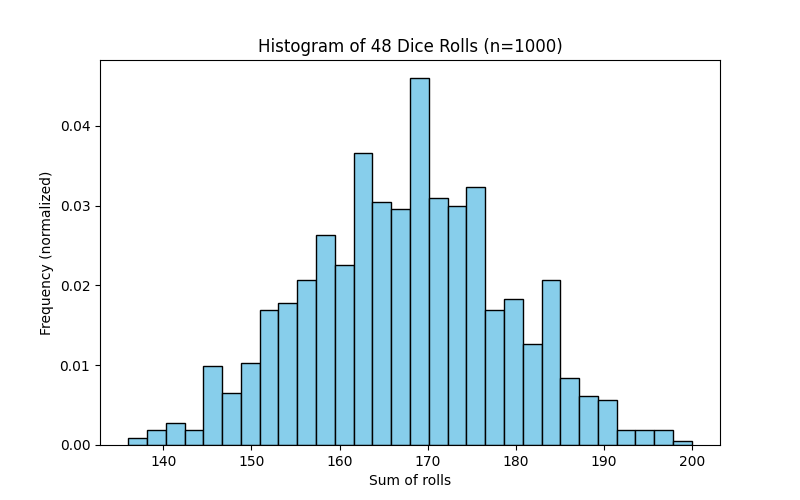 Histogram of 48 Dice Rolls (n=1000)
Frequency (normalized)
0.04
0.03
0.02
0.01
0.00
140 150 160 170 180 190 200
Sum of rolls